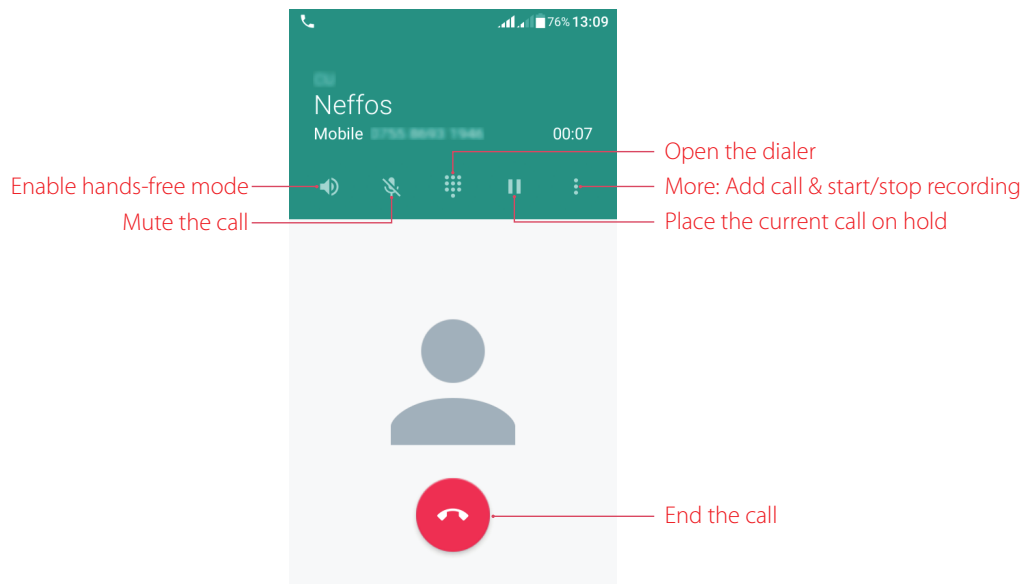 76% 13:09
Neffos
Mobile 00:07
Open the dialer
Enable hands-free mode
More: Add call & start/stop recording
Mute the call
Place the current call on hold
End the call